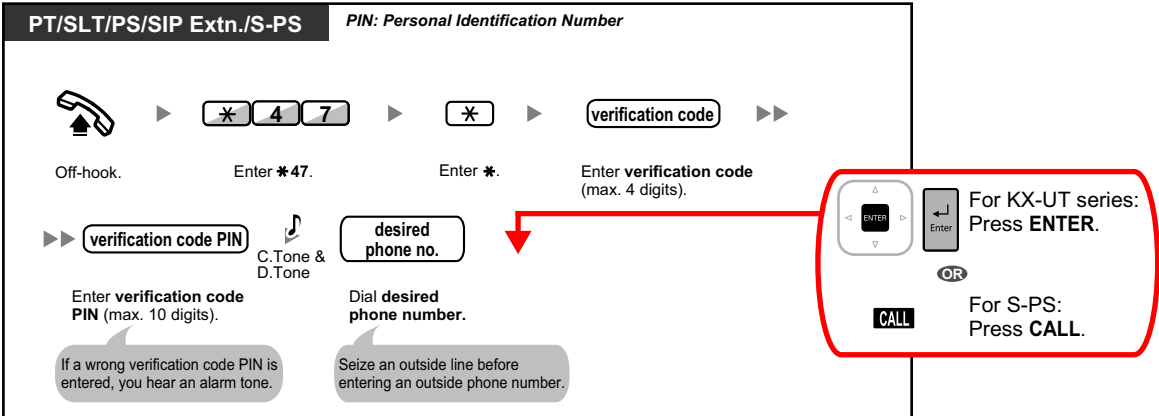 PT/SLT/PS/SIP Extn./S-PS
PIN: Personal Identification Number
* 4 7
*
verification code
Off-hook.
Enter *47.
Enter *.
Enter verification code
(max. 4 digits).
verification code PIN
C.Tone &
D.Tone
desired
phone no.
Enter verification code
PIN (max. 10 digits).
Dial desired
phone number.
If a wrong verification code PIN is
entered, you hear an alarm tone.
Seize an outside line before
entering an outside phone number.
ENTER
Enter
For KX-UT series:
Press ENTER.
OR
CALL
For S-PS:
Press CALL.